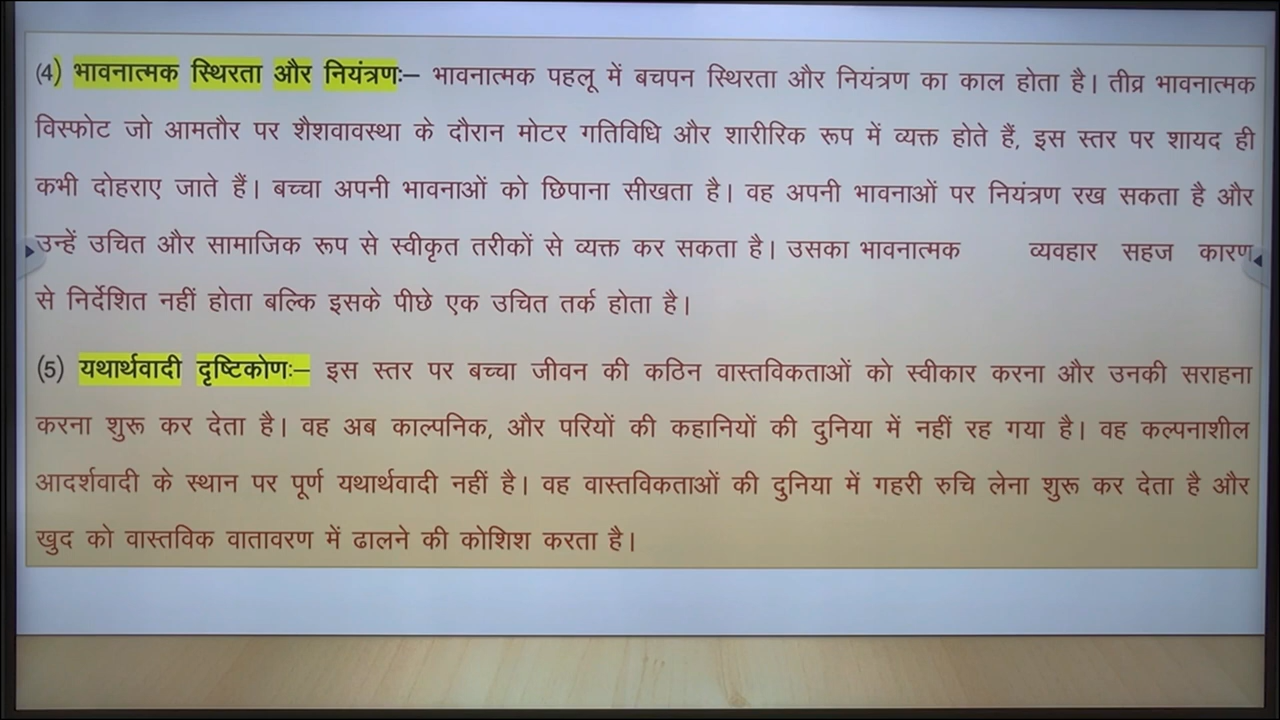 (4) भावनात्मक स्थिरता और नियंत्रणः– भावनात्मक पहलू में बचपन स्थिरता और नियंत्रण का काल होता है। तीव्र भावनात्मक
विस्फोट जो आमतौर पर शैशवावस्था के दौरान मोटर गतिविधि और शारीरिक रूप में व्यक्त होते हैं, इस स्तर पर शायद ही
कभी दोहराए जाते हैं। बच्चा अपनी भावनाओं को छिपाना सीखता है। वह अपनी भावनाओं पर नियंत्रण रख सकता है और
उन्हें उचित और सामाजिक रूप से स्वीकृत तरीकों से व्यक्त कर सकता है। उसका भावनात्मक व्यवहार सहज कारण
से निर्देशित नहीं होता बल्कि इसके पीछे एक उचित तर्क होता है।
(5) यथार्थवादी दृष्टिकोणः– इस स्तर पर बच्चा जीवन की कठिन वास्तविकताओं को स्वीकार करना और उनकी सराहना
करना शुरू कर देता है। वह अब काल्पनिक, और परियों की कहानियों की दुनिया में नहीं रह गया है। वह कल्पनाशील
आदर्शवादी के स्थान पर पूर्ण यथार्थवादी नहीं है। वह वास्तविकताओं की दुनिया में गहरी रुचि लेना शुरू कर देता है और
खुद को वास्तविक वातावरण में ढालने की कोशिश करता है।